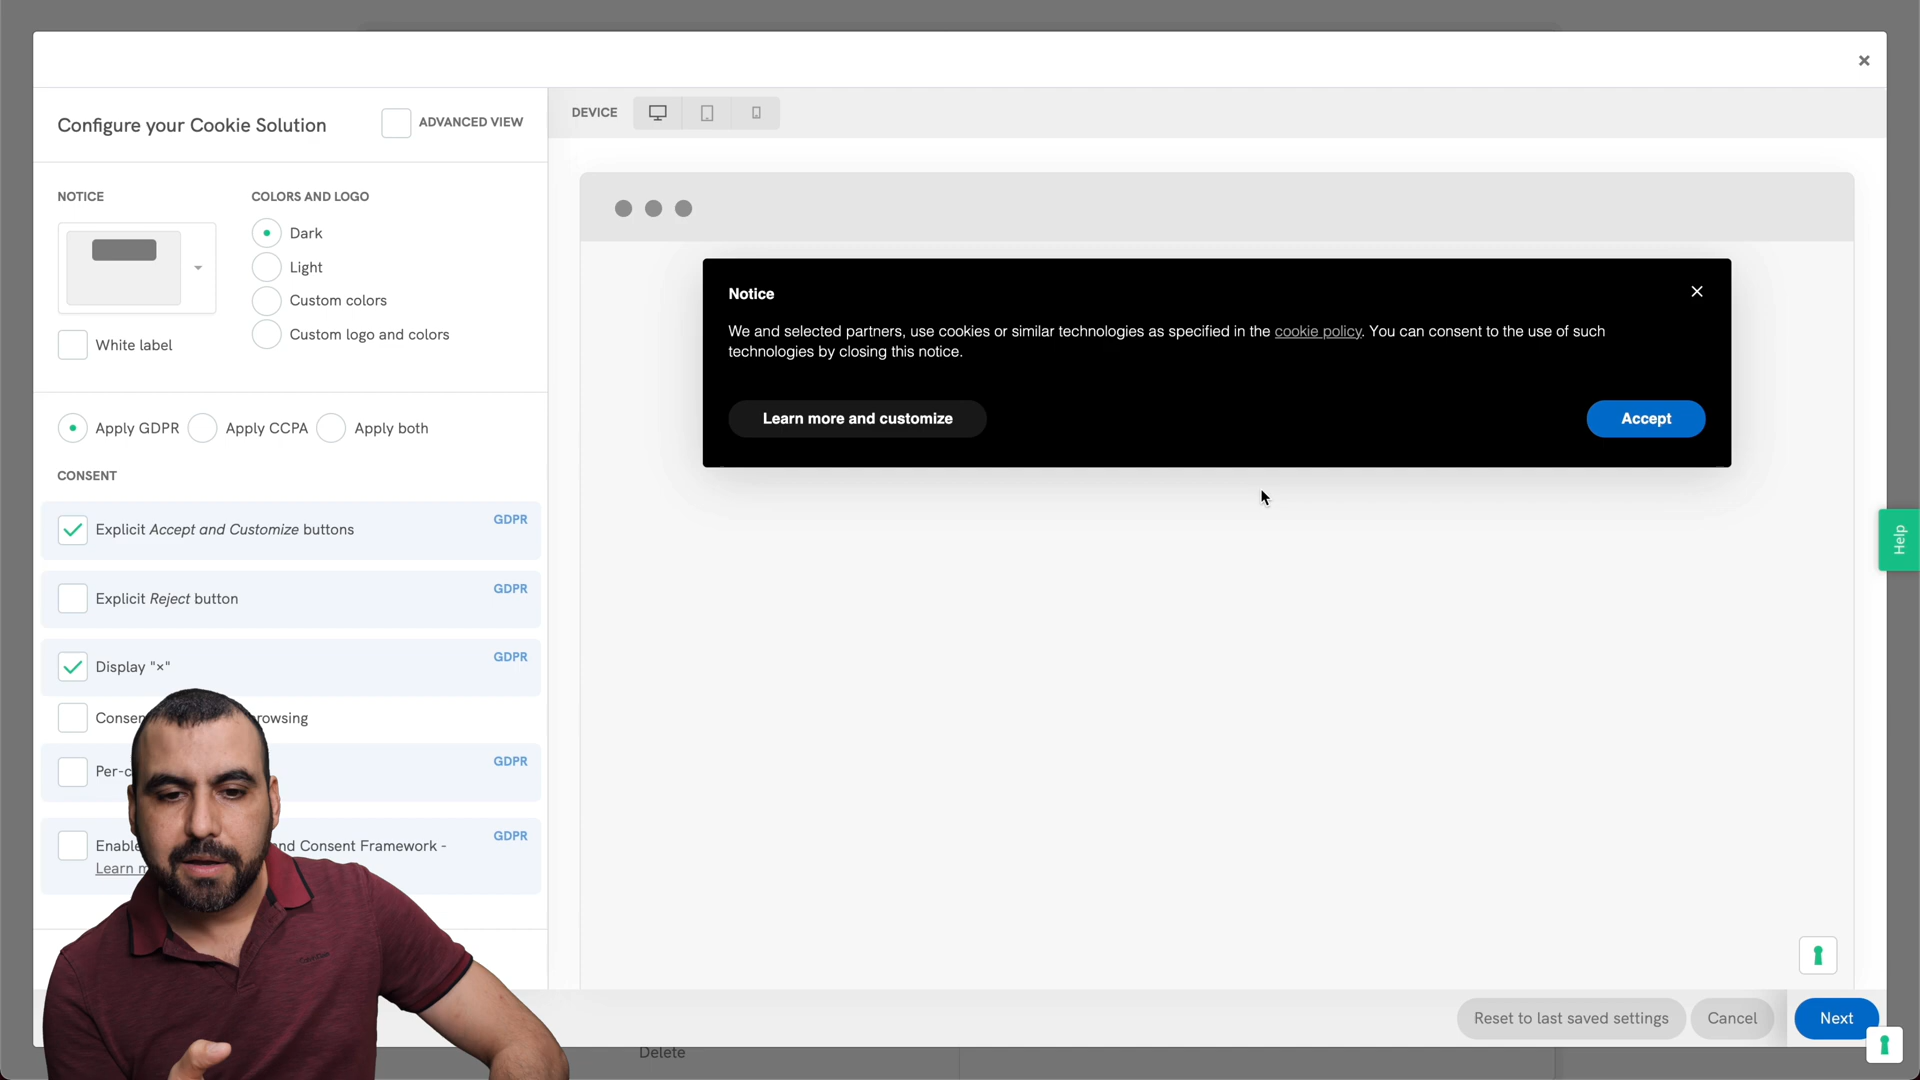 Configure your Cookie Solution
ADVANCED VIEW
DEVICE
NOTICE
COLORS AND LOGO
Dark
Light
Custom colors
Custom logo and colors
White label
Apply GDPR
Apply CCPA
Apply both
CONSENT
Explicit Accept and Customize buttons
GDPR
Explicit Reject button
GDPR
Display "×"
GDPR
rowsing
GDPR
GDPR
nd Consent Framework -
Learn
Notice
×
We and selected partners, use cookies or similar technologies as specified in the cookie policy. You can consent to the use of such
technologies by closing this notice.
Learn more and customize
Accept
Help
Reset to last saved settings
Cancel
Next
Delete